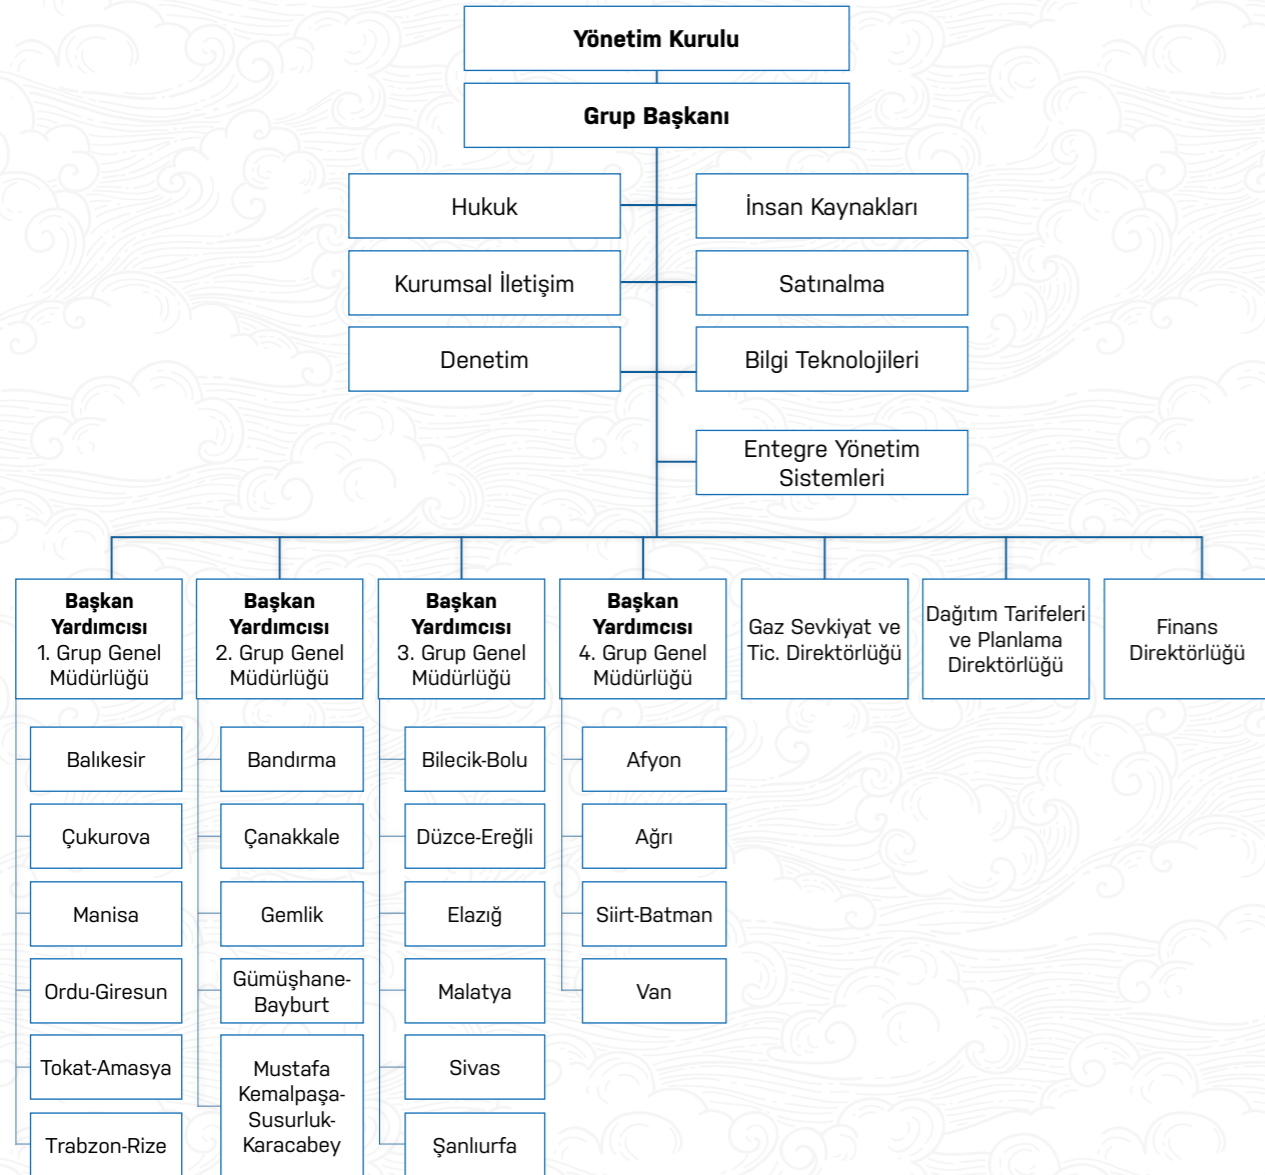 Yönetim Kurulu
Grup Başkanı
Hukuk
İnsan Kaynakları
Kurumsal İletişim
Satınalma
Denetim
Bilgi Teknolojileri
Entegre Yönetim
Sistemleri
Başkan
Yardımcısı
1. Grup Genel
Müdürlüğü
Başkan
Yardımcısı
2. Grup Genel
Müdürlüğü
Başkan
Yardımcısı
3. Grup Genel
Müdürlüğü
Başkan
Yardımcısı
4. Grup Genel
Müdürlüğü
Gaz Sevkiyat ve
Tic. Direktörlüğü
Dağıtım Tarifeleri
ve Planlama
Direktörlüğü
Finans
Direktörlüğü
Balıkesir
Çukurova
Manisa
Ordu-Giresun
Tokat-Amasya
Trabzon-Rize
Bandırma
Çanakkale
Gemlik
Gümüşhane-
Bayburt
Mustafa
Kemalpaşa-
Susurluk-
Karacabey
Bilecik-Bolu
Düzce-Ereğli
Elazığ
Malatya
Sivas
Şanlıurfa
Afyon
Ağrı
Siirt-Batman
Van